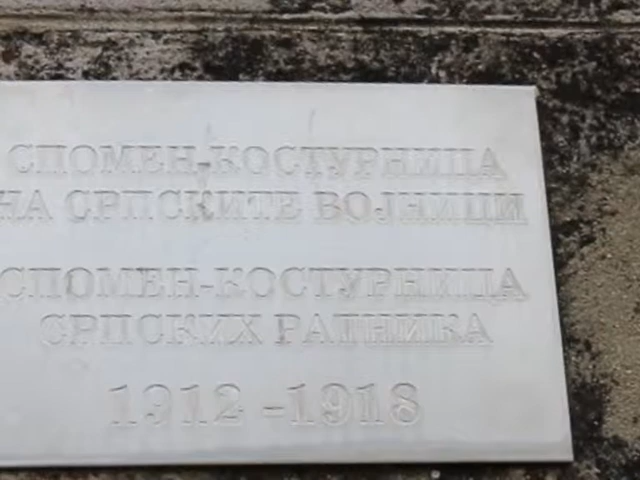 СПОМЕН-КОСТУРНИЦА
НА СРПСКИТЕ ВОЈНИЦИ
СПОМЕН-КОСТУРНИЦА
СРПСКИХ РАТНИКА
1912-1918